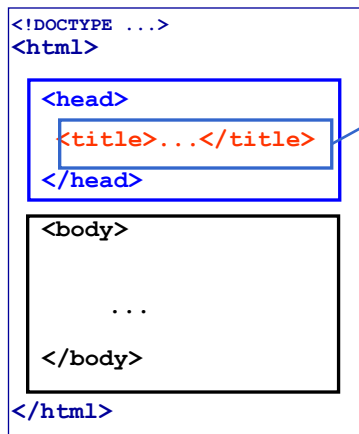 <!DOCTYPE ...>
<html>
<head>
<title>...</title>
</head>
<body>
...
</body>
</html>